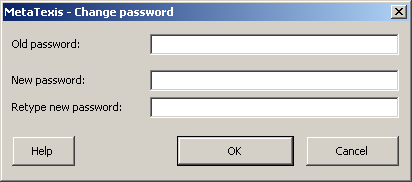 MetaTexis - Change password
Old password:
New password:
Retype new password:
Help OK Cancel